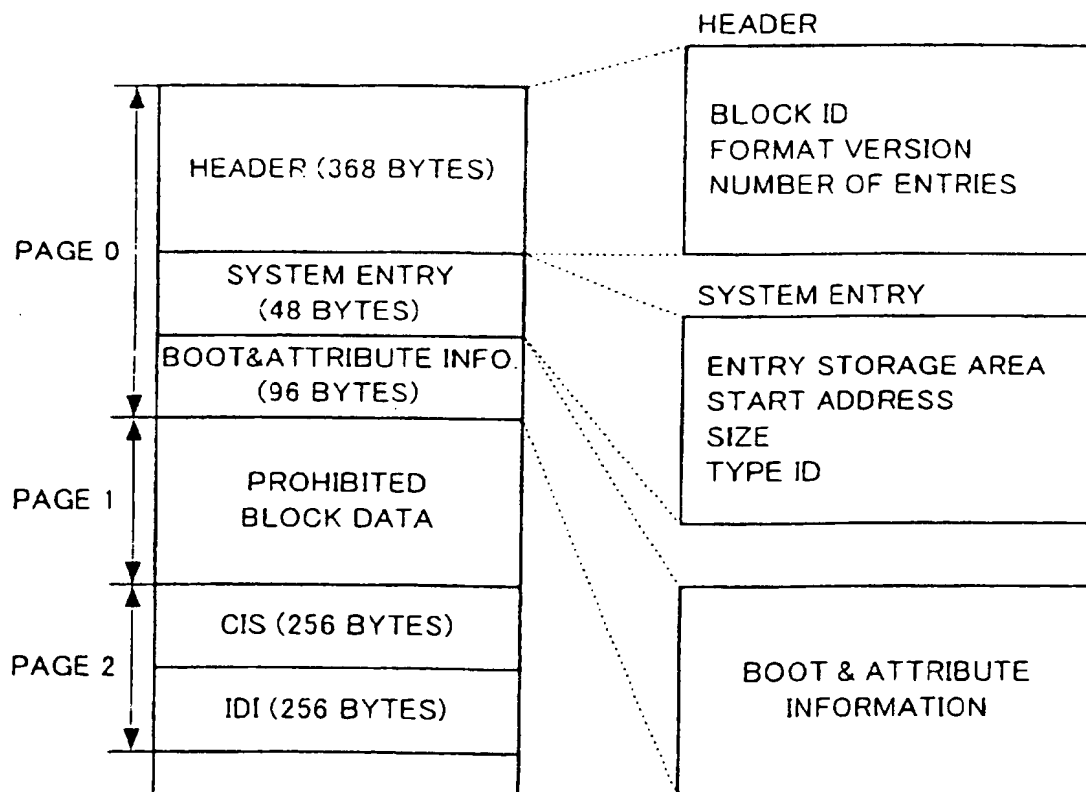 PAGE 0
HEADER (368 BYTES)
SYSTEM ENTRY
(48 BYTES)
BOOT&ATTRIBUTE INFO.
(96 BYTES)
PAGE 1
PROHIBITED
BLOCK DATA
PAGE 2
CIS (256 BYTES)
IDI (256 BYTES)
HEADER
BLOCK ID
FORMAT VERSION
NUMBER OF ENTRIES
SYSTEM ENTRY
ENTRY STORAGE AREA
START ADDRESS
SIZE
TYPE ID
BOOT & ATTRIBUTE
INFORMATION